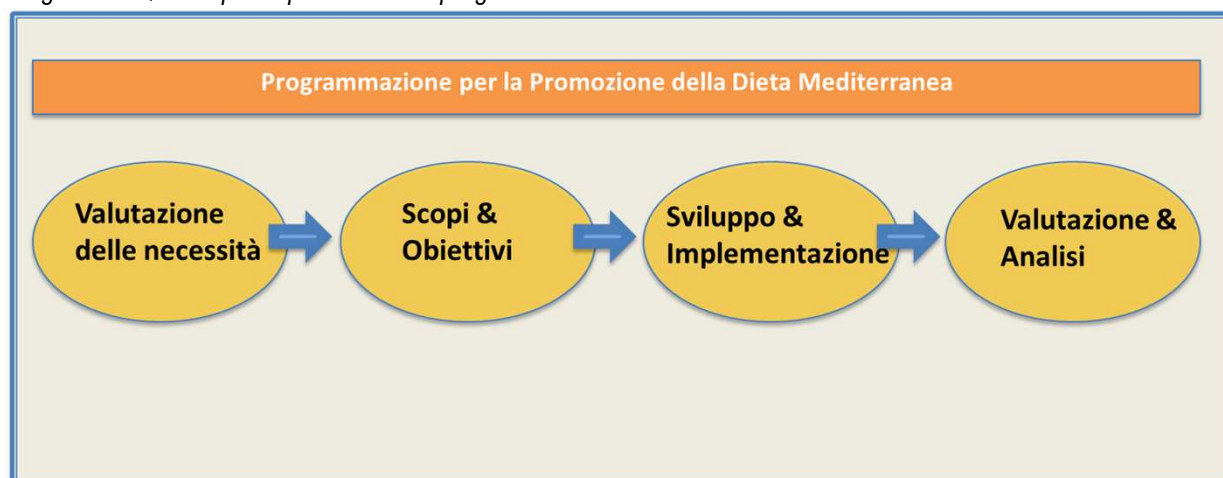 Programmazione per la Promozione della Dieta Mediterranea
Valutazione
delle necessità
Scopi &
Obiettivi
Sviluppo &
Implementazione
Valutazione &
Analisi